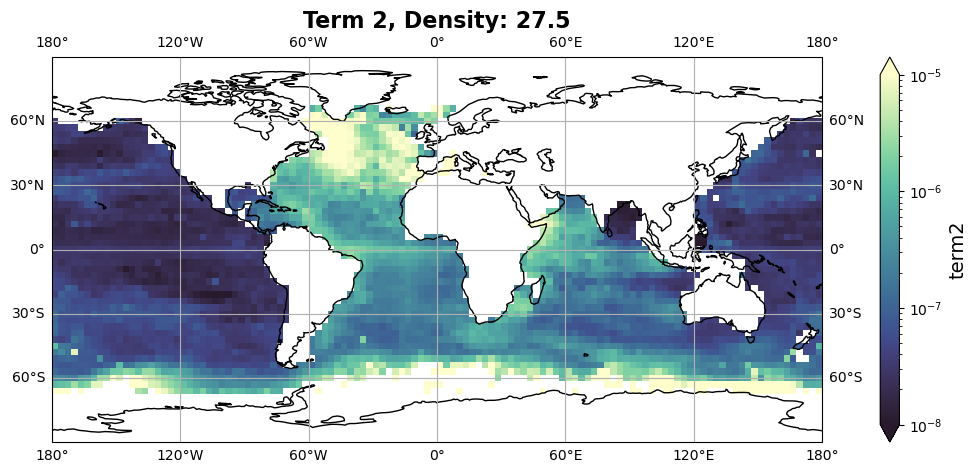 Term 2, Density: 27.5
180° 120°W 60°W 0° 60°E 120°E 180°
60°N 60°N
30°N 30°N
0° 0°
30°S 30°S
60°S 60°S
180° 120°W 60°W 0° 60°E 120°E 180°
10⁻⁵
10⁻⁶
10⁻⁷
10⁻⁸
term2